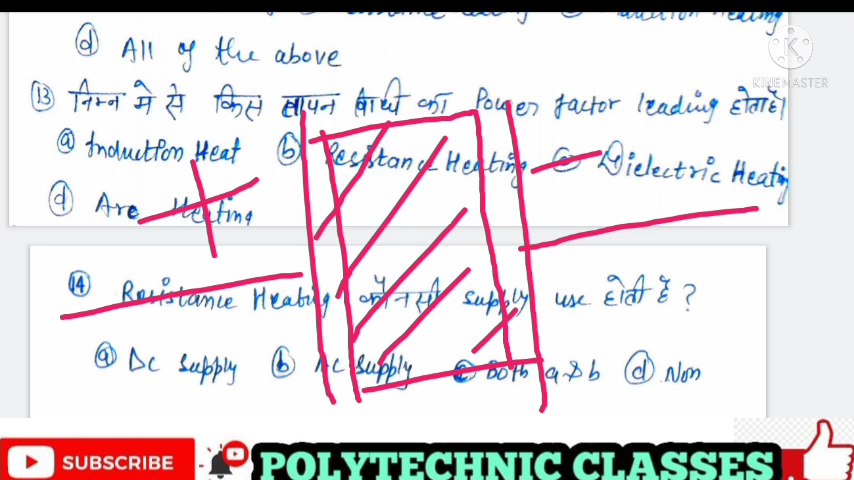 Heating
ⓓ All of the above
⑬ निम्न मे से किस तापन का Power factor leading होता है।
ⓐ Induction Heat ⓑ Resistance Heating ⓒ Dielectric Heating
ⓓ Arc Heating
⑭ Resistance Heating में कौनसी supply use होती है ?
ⓐ DC supply ⓑ AC supply ⓒ Both a & b ⓓ Non
KINEMASTER
SUBSCRIBE
POLYTECHNIC CLASSES